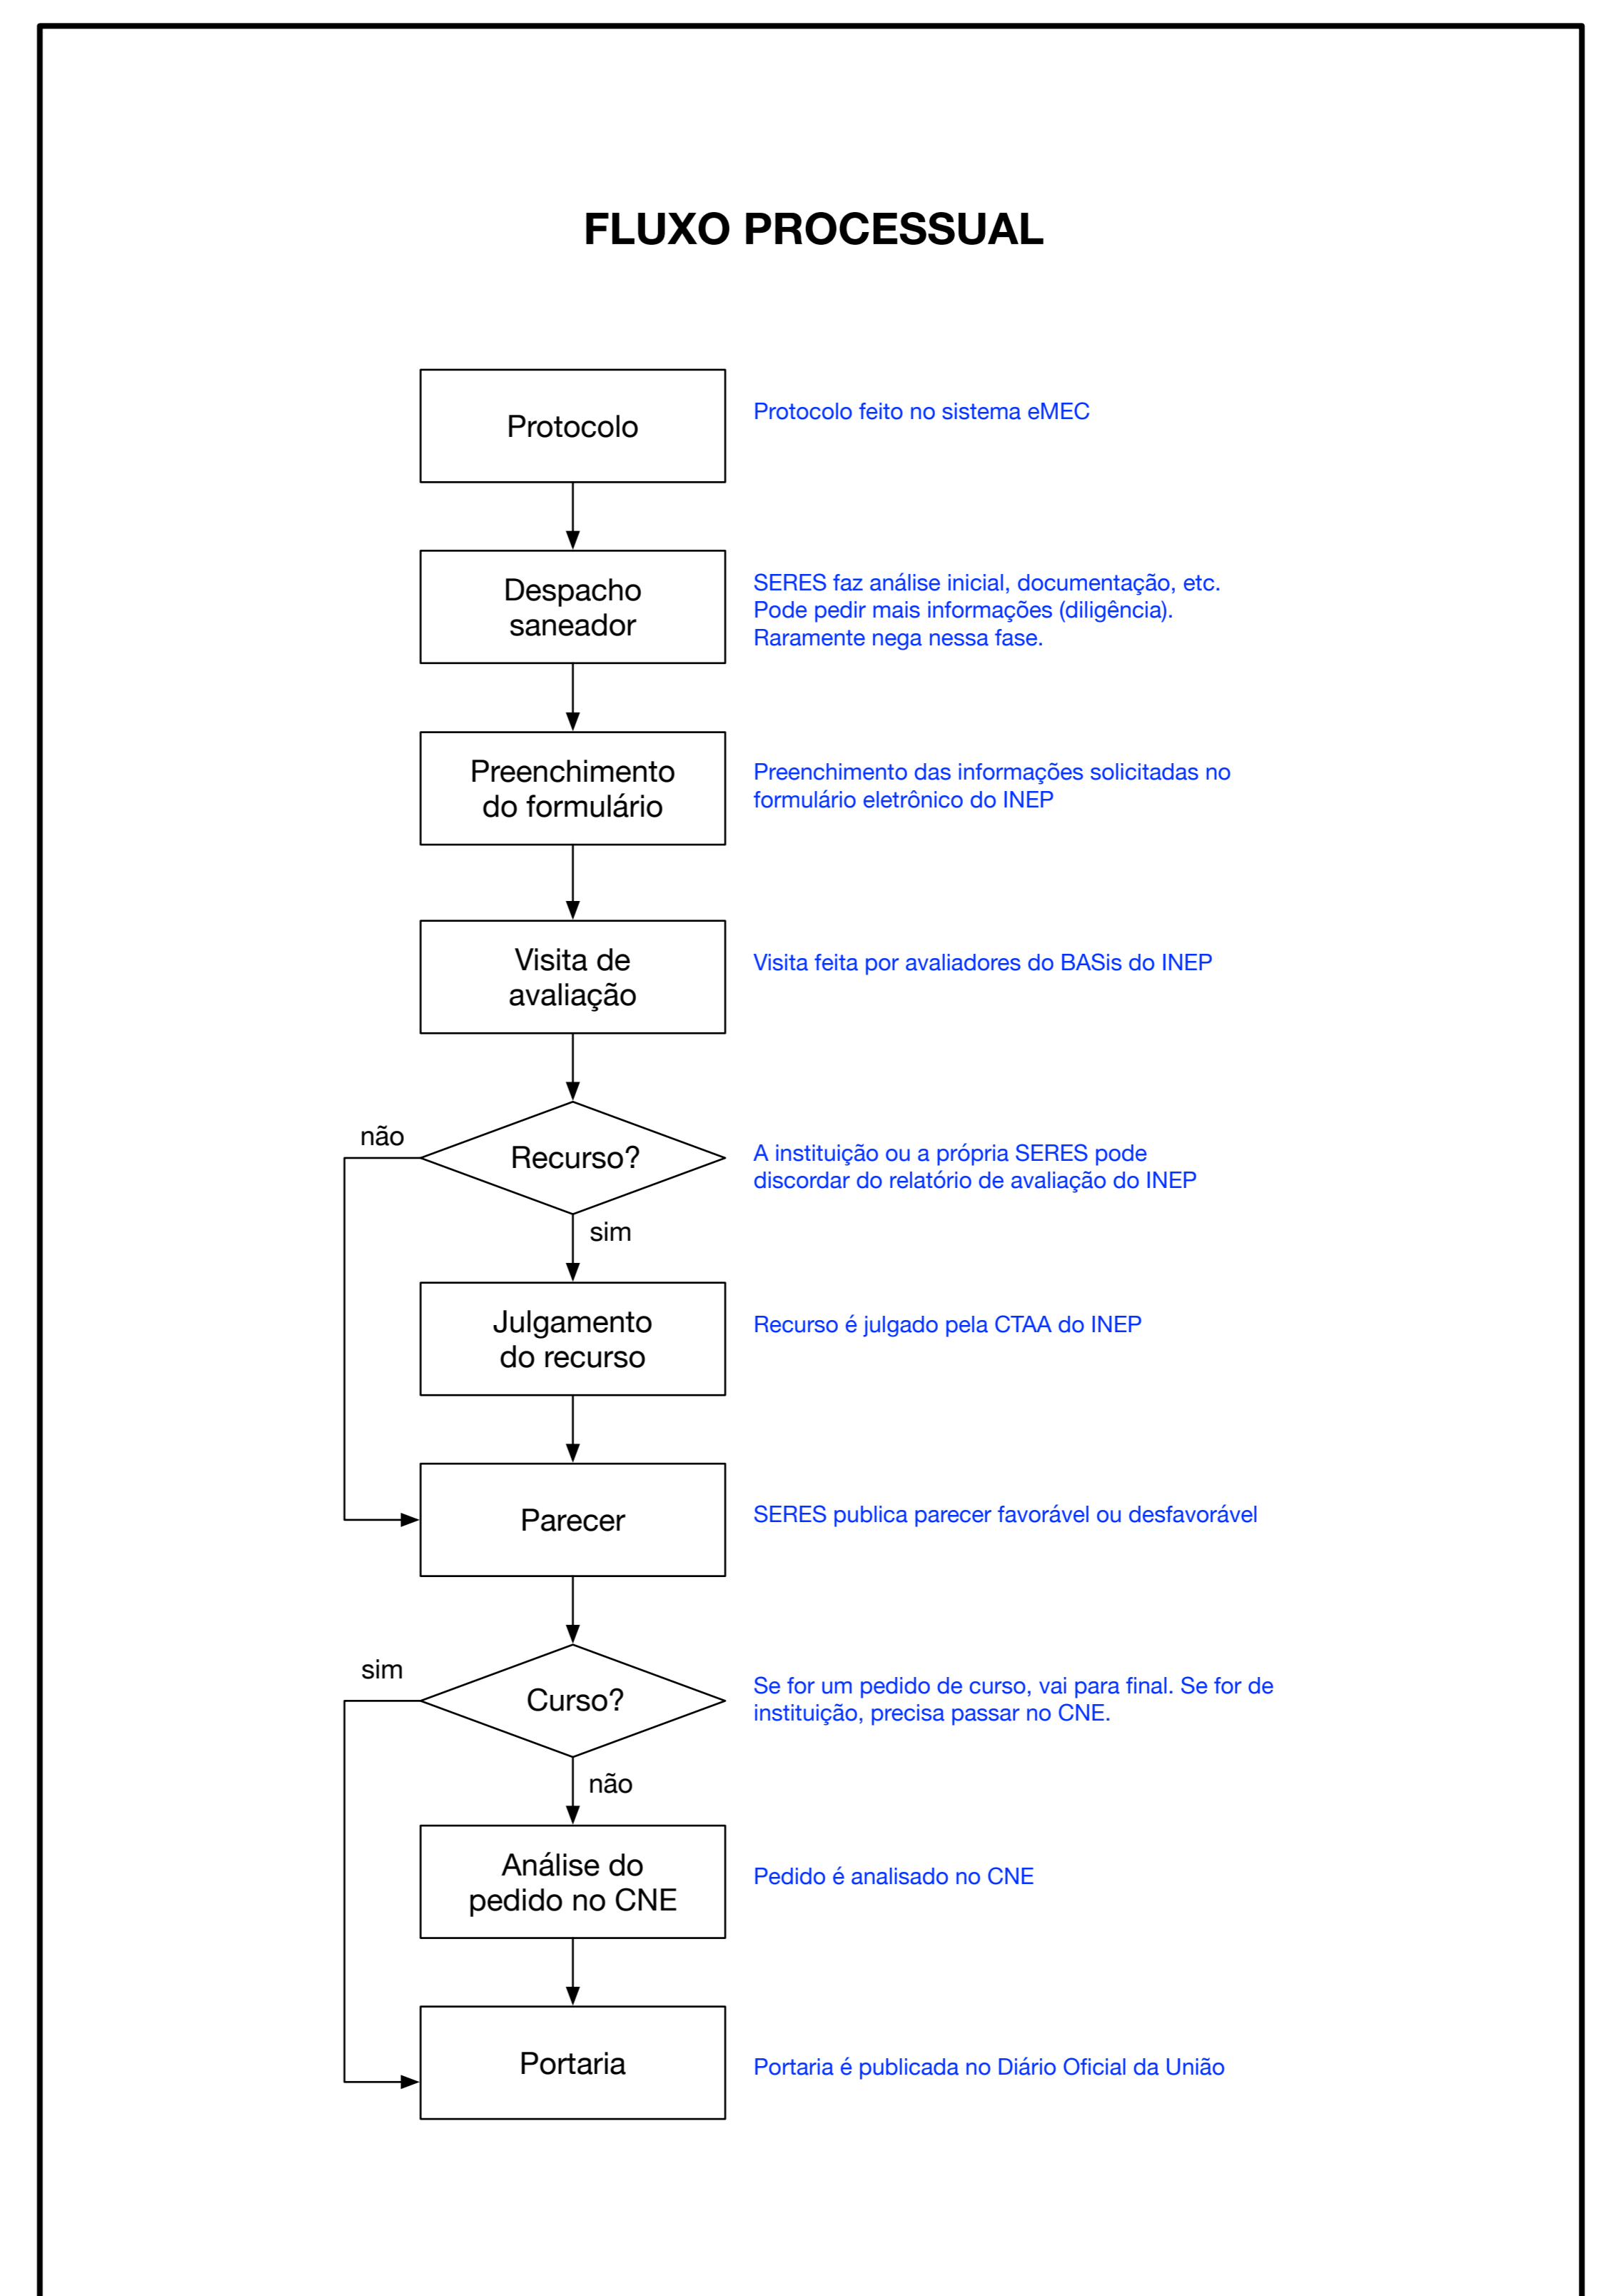 FLUXO PROCESSUAL
Protocolo
Protocolo feito no sistema eMEC
Despacho
saneador
SERES faz análise inicial, documentação, etc.
Pode pedir mais informações (diligência).
Raramente nega nessa fase.
Preenchimento
do formulário
Preenchimento das informações solicitadas no
formulário eletrônico do INEP
Visita de
avaliação
Visita feita por avaliadores do BASis do INEP
não
Recurso?
A instituição ou a própria SERES pode
discordar do relatório de avaliação do INEP
sim
Julgamento
do recurso
Recurso é julgado pela CTAA do INEP
Parecer
SERES publica parecer favorável ou desfavorável
sim
Curso?
Se for um pedido de curso, vai para final. Se for de
instituição, precisa passar no CNE.
não
Análise do
pedido no CNE
Pedido é analisado no CNE
Portaria
Portaria é publicada no Diário Oficial da União